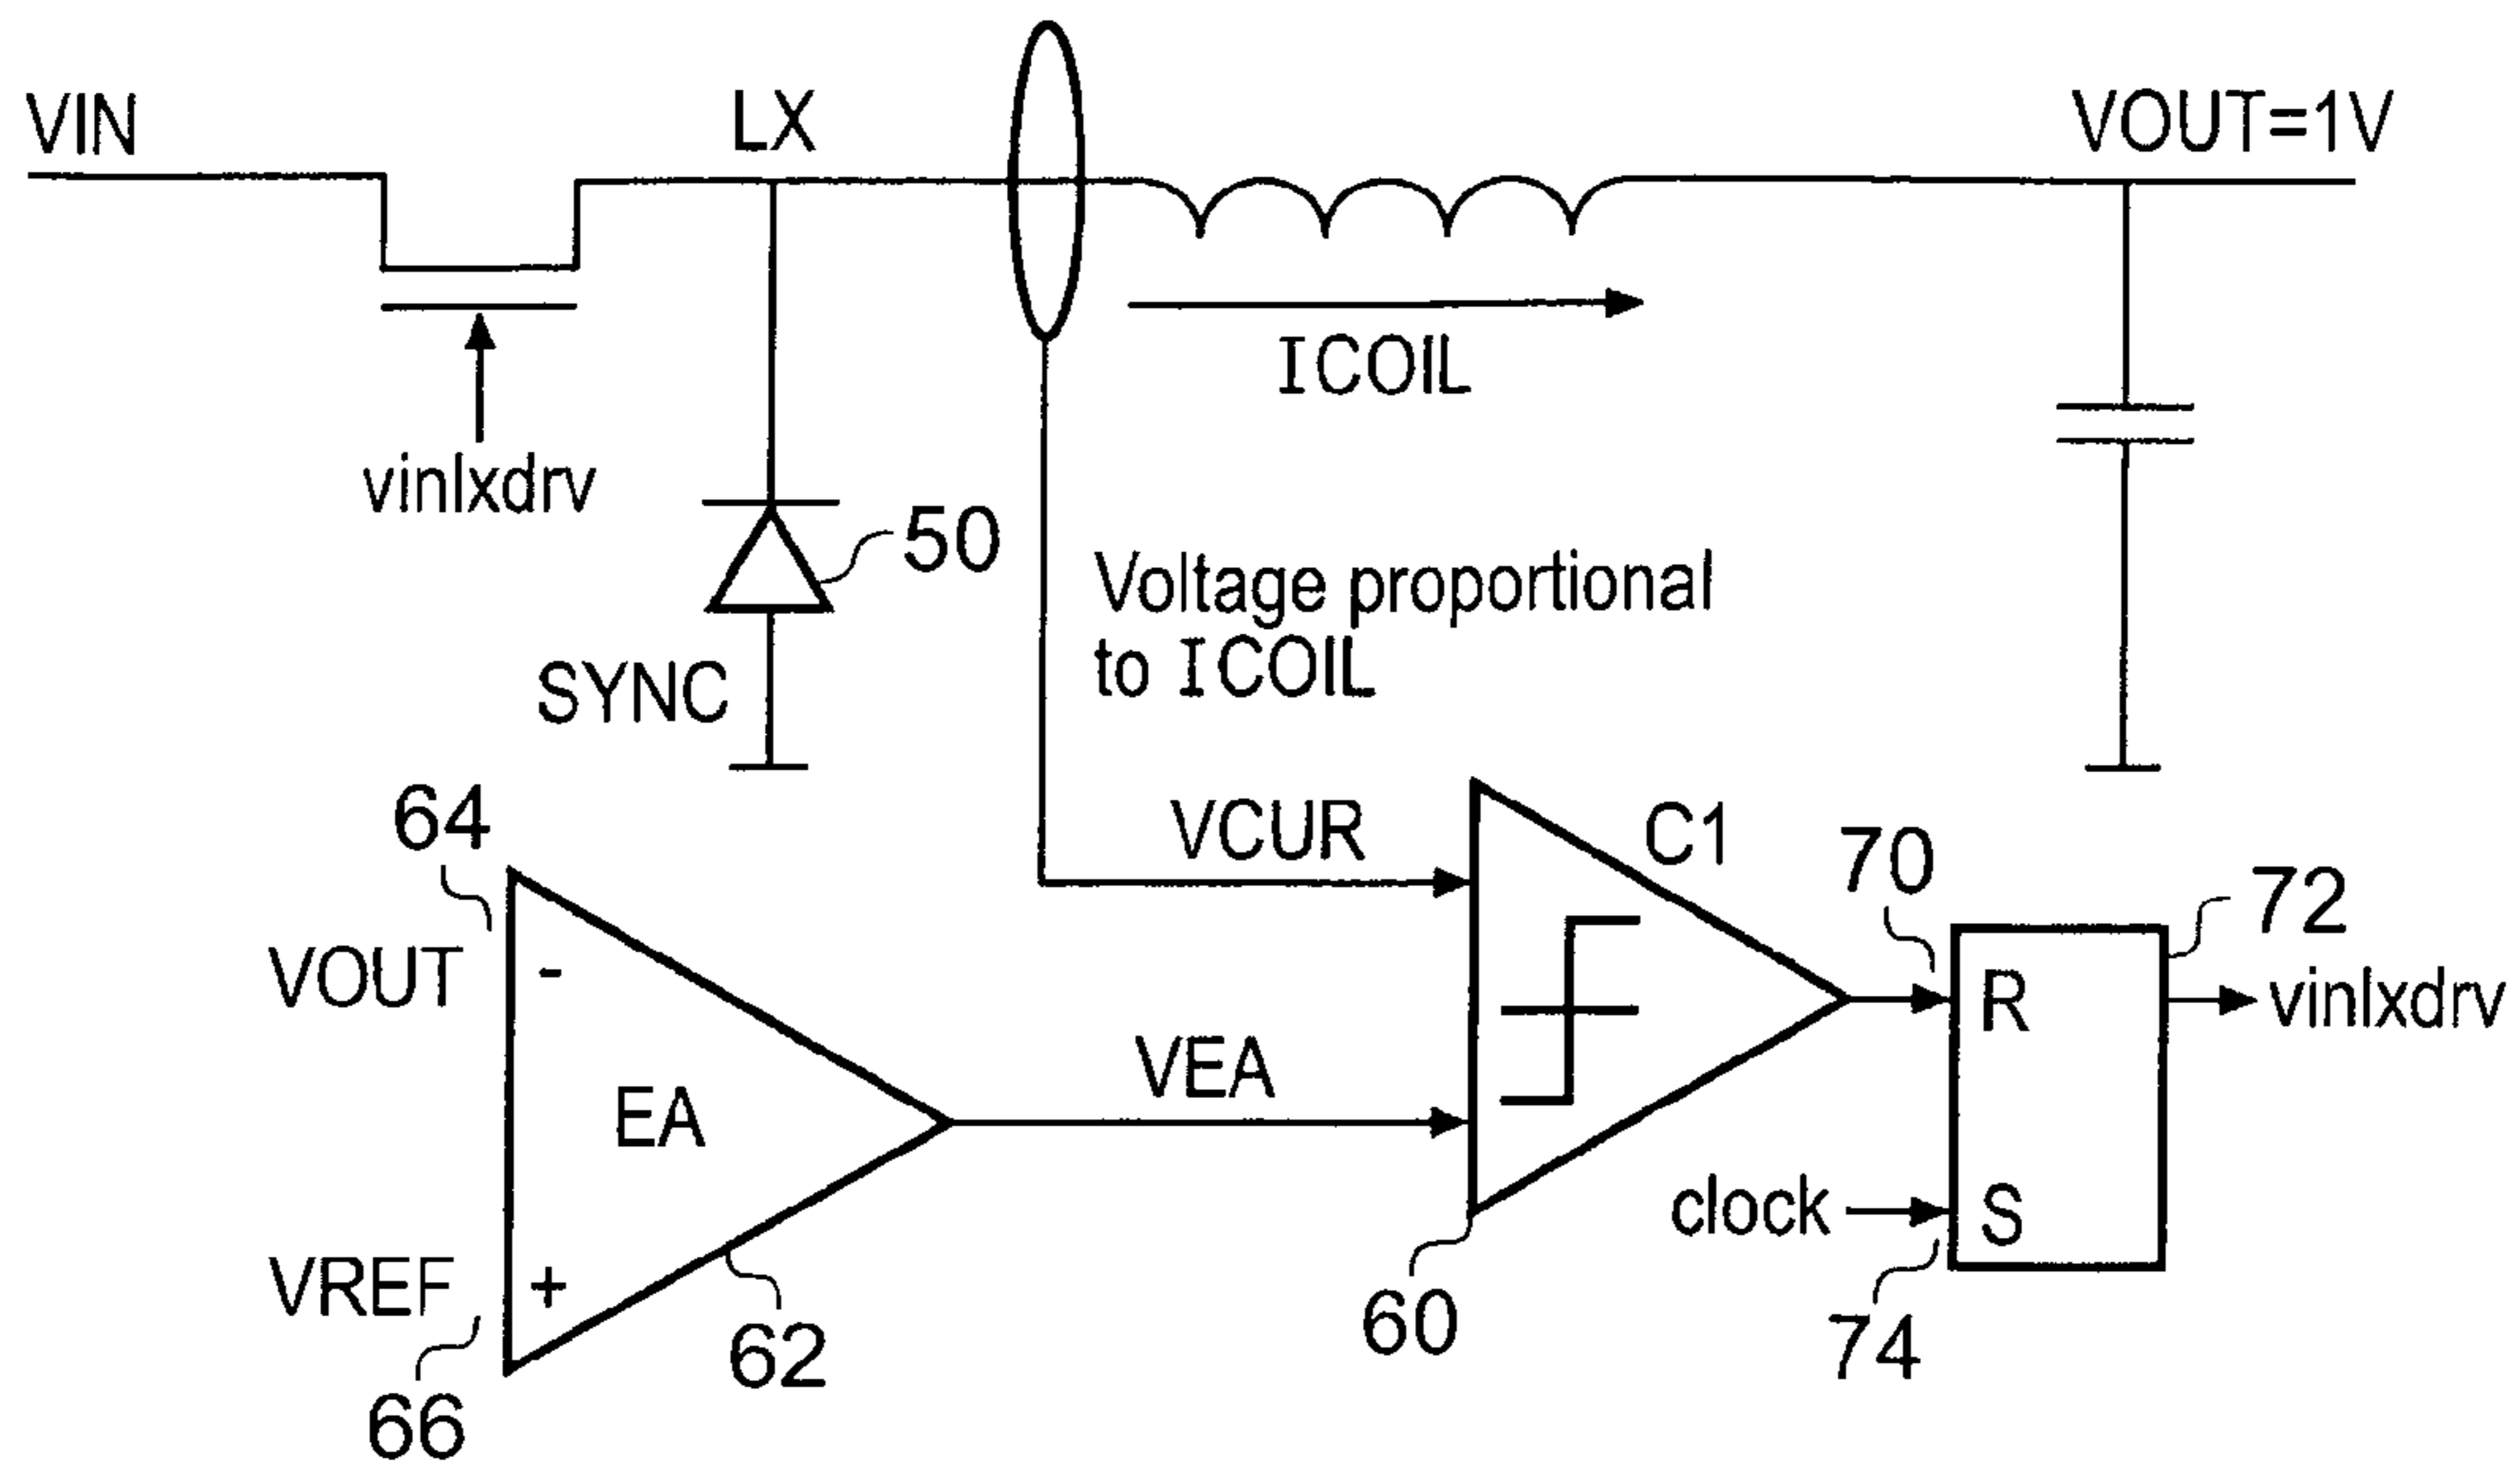 VIN
LX
VOUT=1V
ICOIL
vinlxdrv
50
Voltage proportional
to ICOIL
SYNC
64
VCUR
C1
70
72
VOUT
-
R
vinlxdrv
EA
VEA
clock
S
VREF
+
62
60
74
66